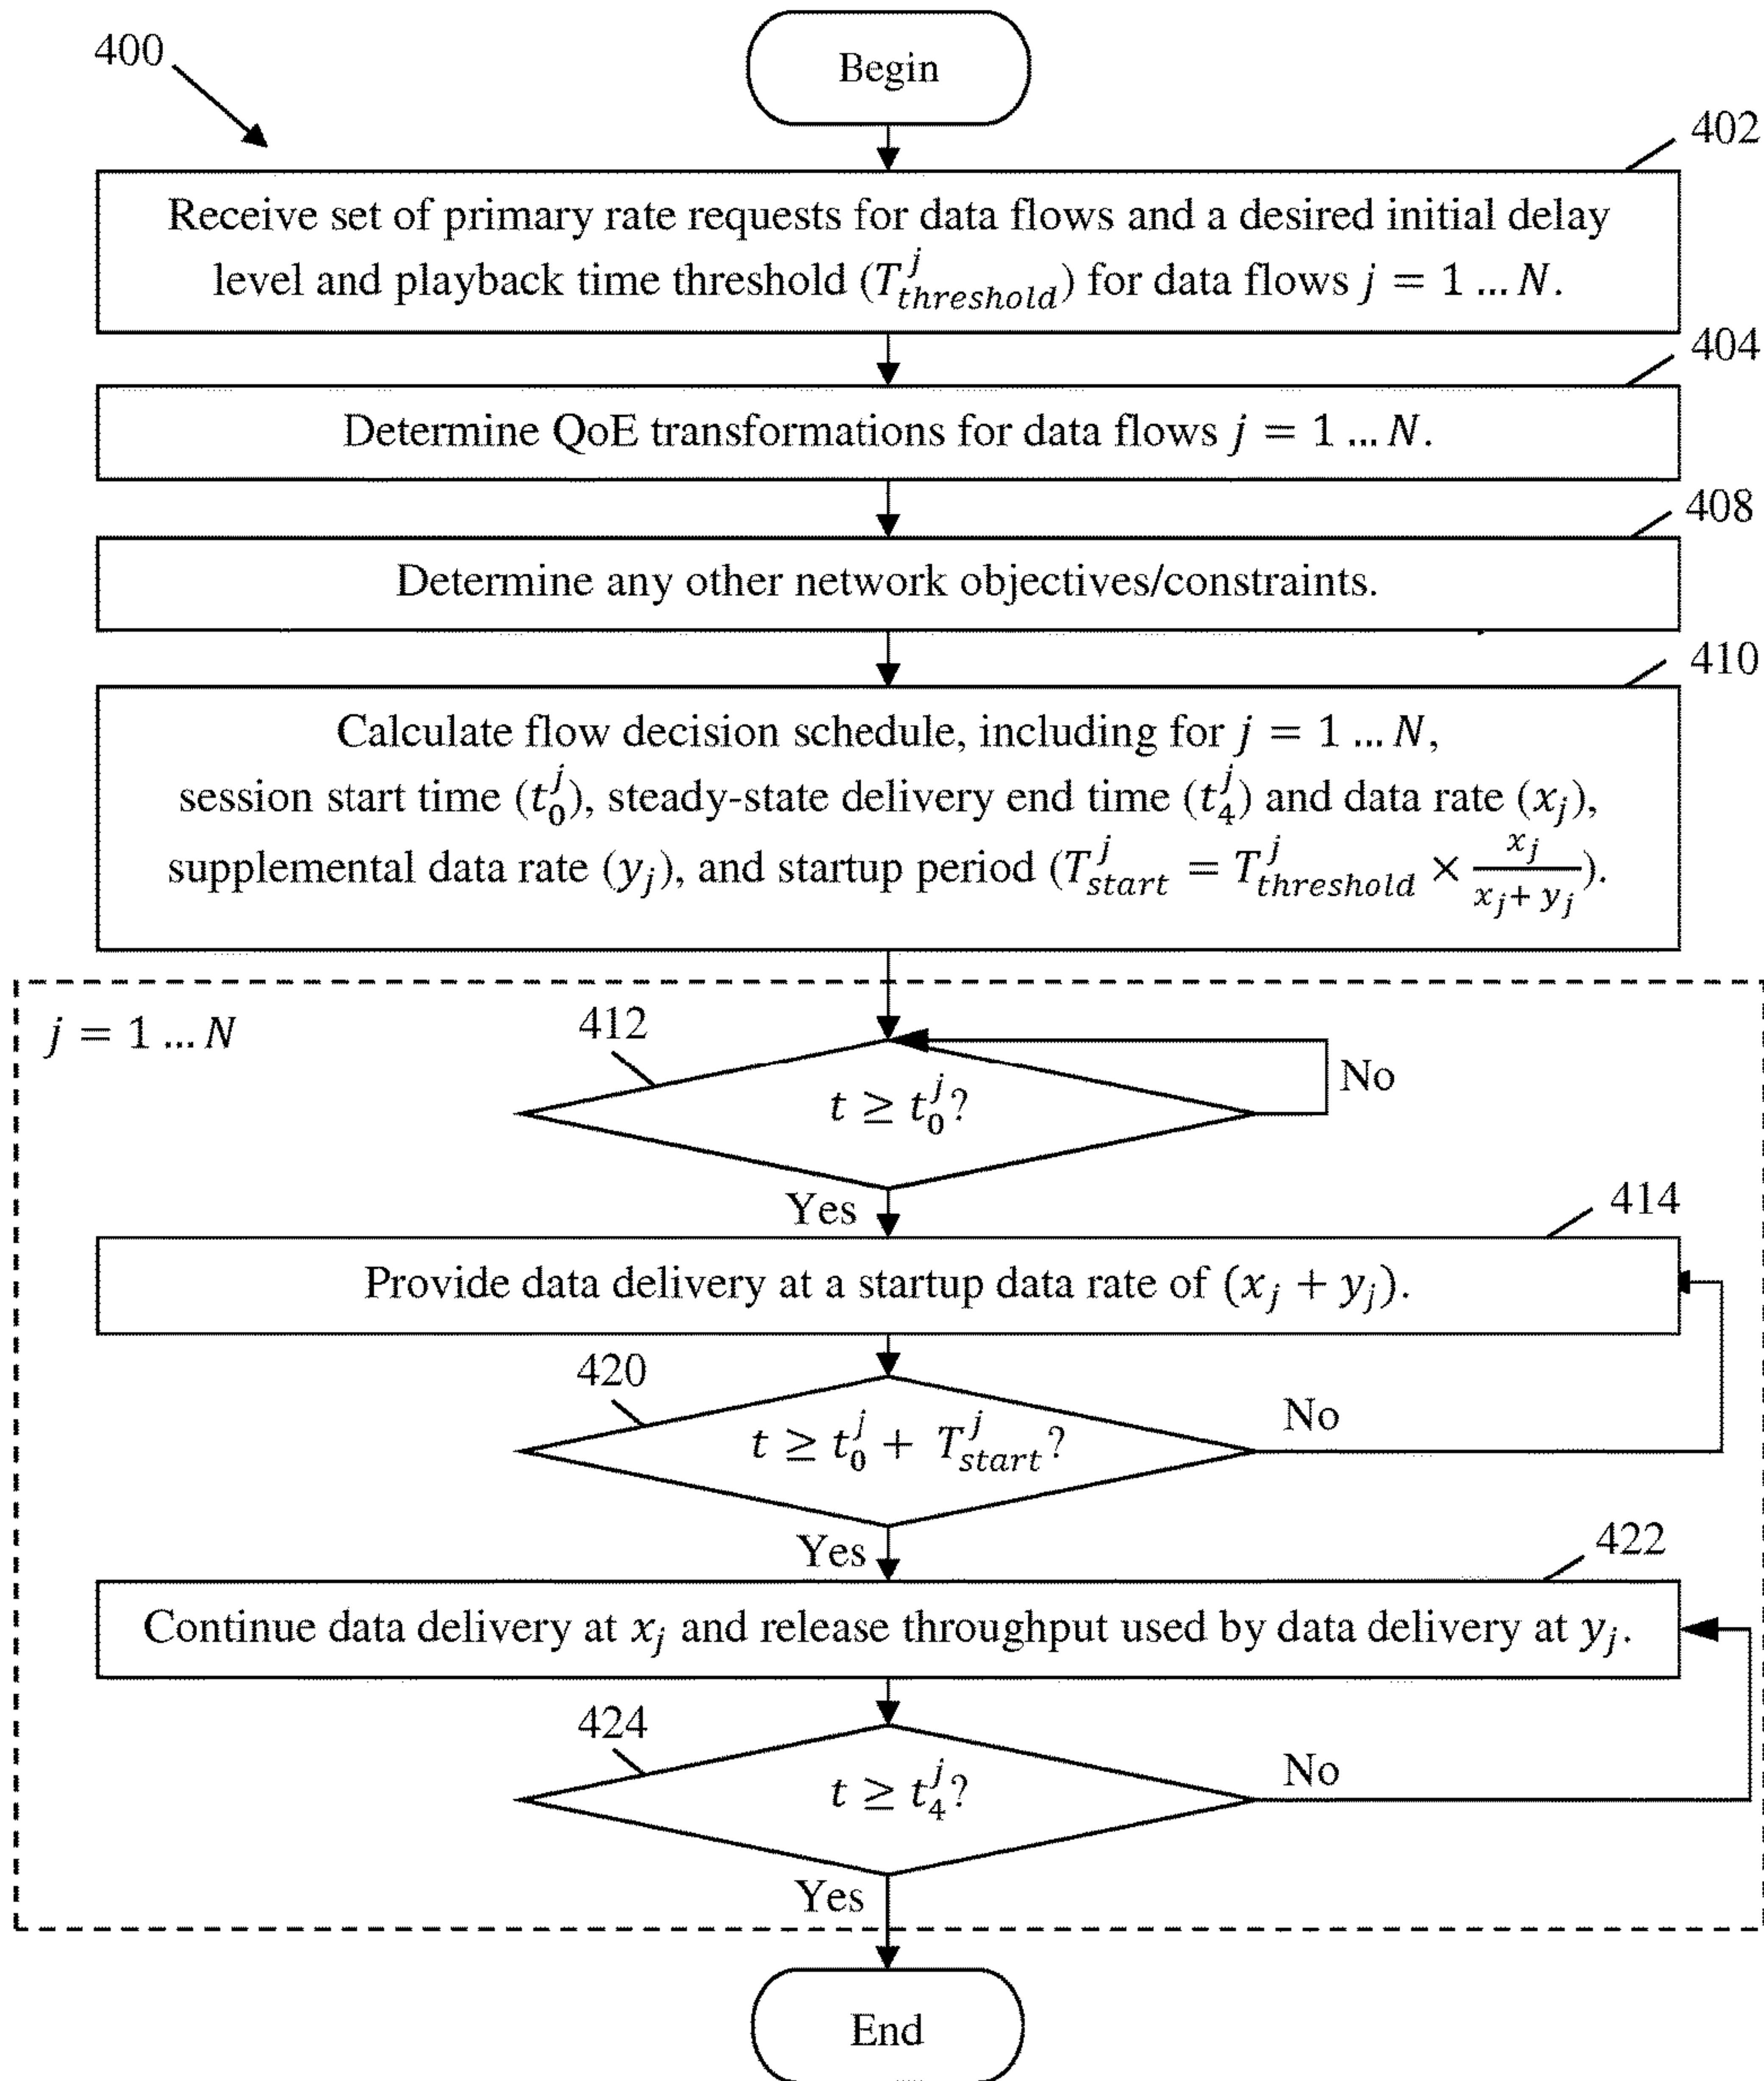 400
Begin
402
Receive set of primary rate requests for data flows and a desired initial delay
level and playback time threshold (T^j_threshold) for data flows j = 1 ... N.
404
Determine QoE transformations for data flows j = 1 ... N.
408
Determine any other network objectives/constraints.
410
Calculate flow decision schedule, including for j = 1 ... N,
session start time (t^j_0), steady-state delivery end time (t^j_4) and data rate (x_j),
supplemental data rate (y_j), and startup period (T^j_start = T^j_threshold × x_j / (x_j + y_j)).
j = 1 ... N
412
t ≥ t^j_0?
No
Yes
414
Provide data delivery at a startup data rate of (x_j + y_j).
420
t ≥ t^j_0 + T^j_start?
No
Yes
422
Continue data delivery at x_j and release throughput used by data delivery at y_j.
424
t ≥ t^j_4?
No
Yes
End